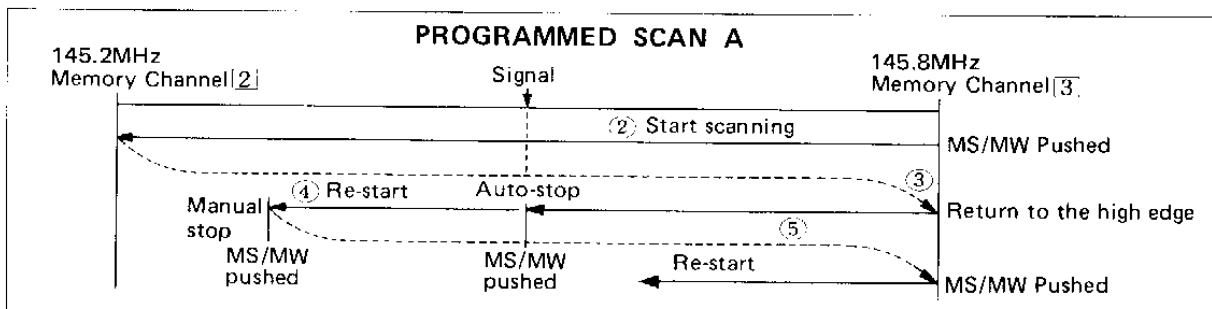 PROGRAMMED SCAN A
145.2MHz
Memory Channel 2
Signal
145.8MHz
Memory Channel 3
② Start scanning
MS/MW Pushed
③
④ Re-start
Auto-stop
Manual
stop
Return to the high edge
⑤
MS/MW
pushed
MS/MW
pushed
Re-start
MS/MW Pushed